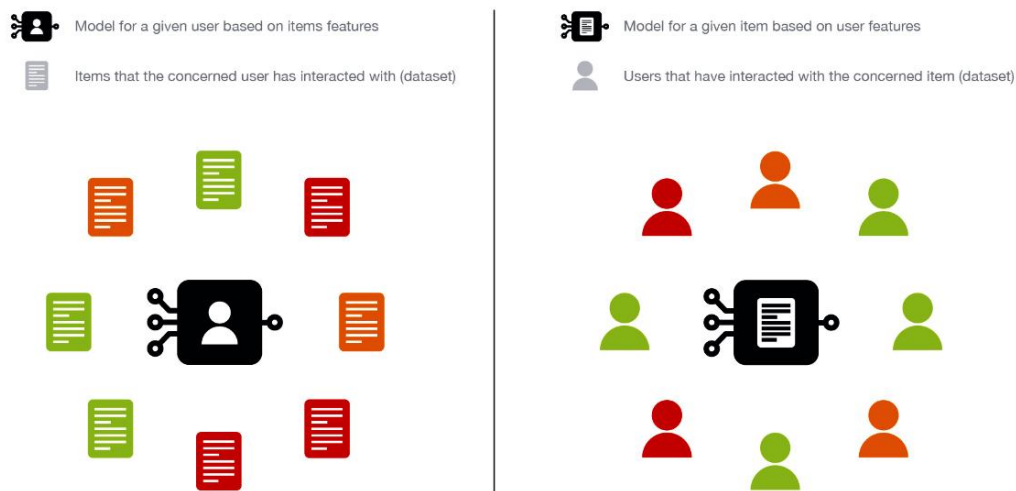 Model for a given user based on items features
Items that the concerned user has interacted with (dataset)
Model for a given item based on user features
Users that have interacted with the concerned item (dataset)